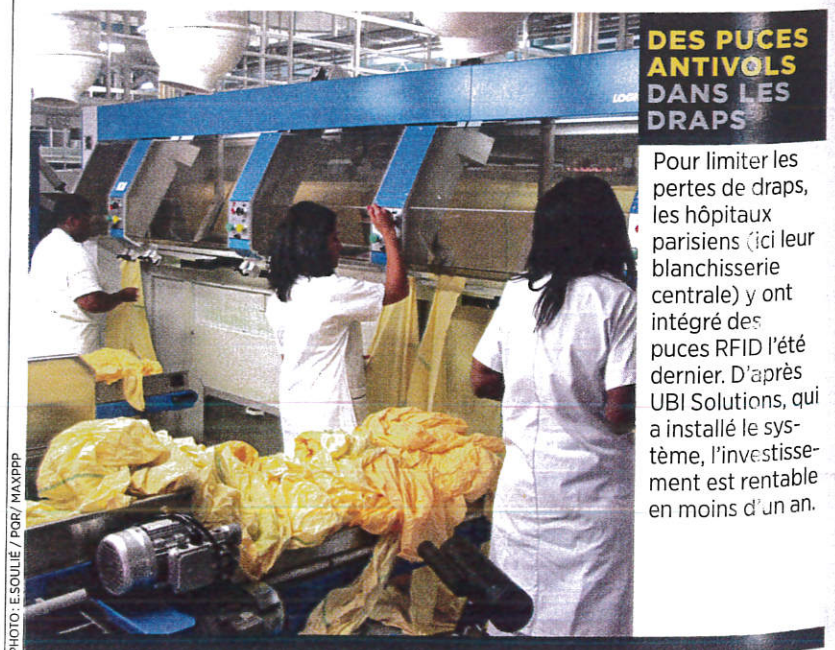 DES PUCES
ANTIVOLS
DANS LES
DRAPS
Pour limiter les
pertes de draps,
les hôpitaux
parisiens (ici leur
blanchisserie
centrale) y ont
intégré des
puces RFID l'été
dernier. D'après
UBI Solutions, qui
a installé le sys-
tème, l'investisse-
ment est rentable
en moins d'un an.
PHOTO : E.SOULIÉ / PQR/ MAXPPP